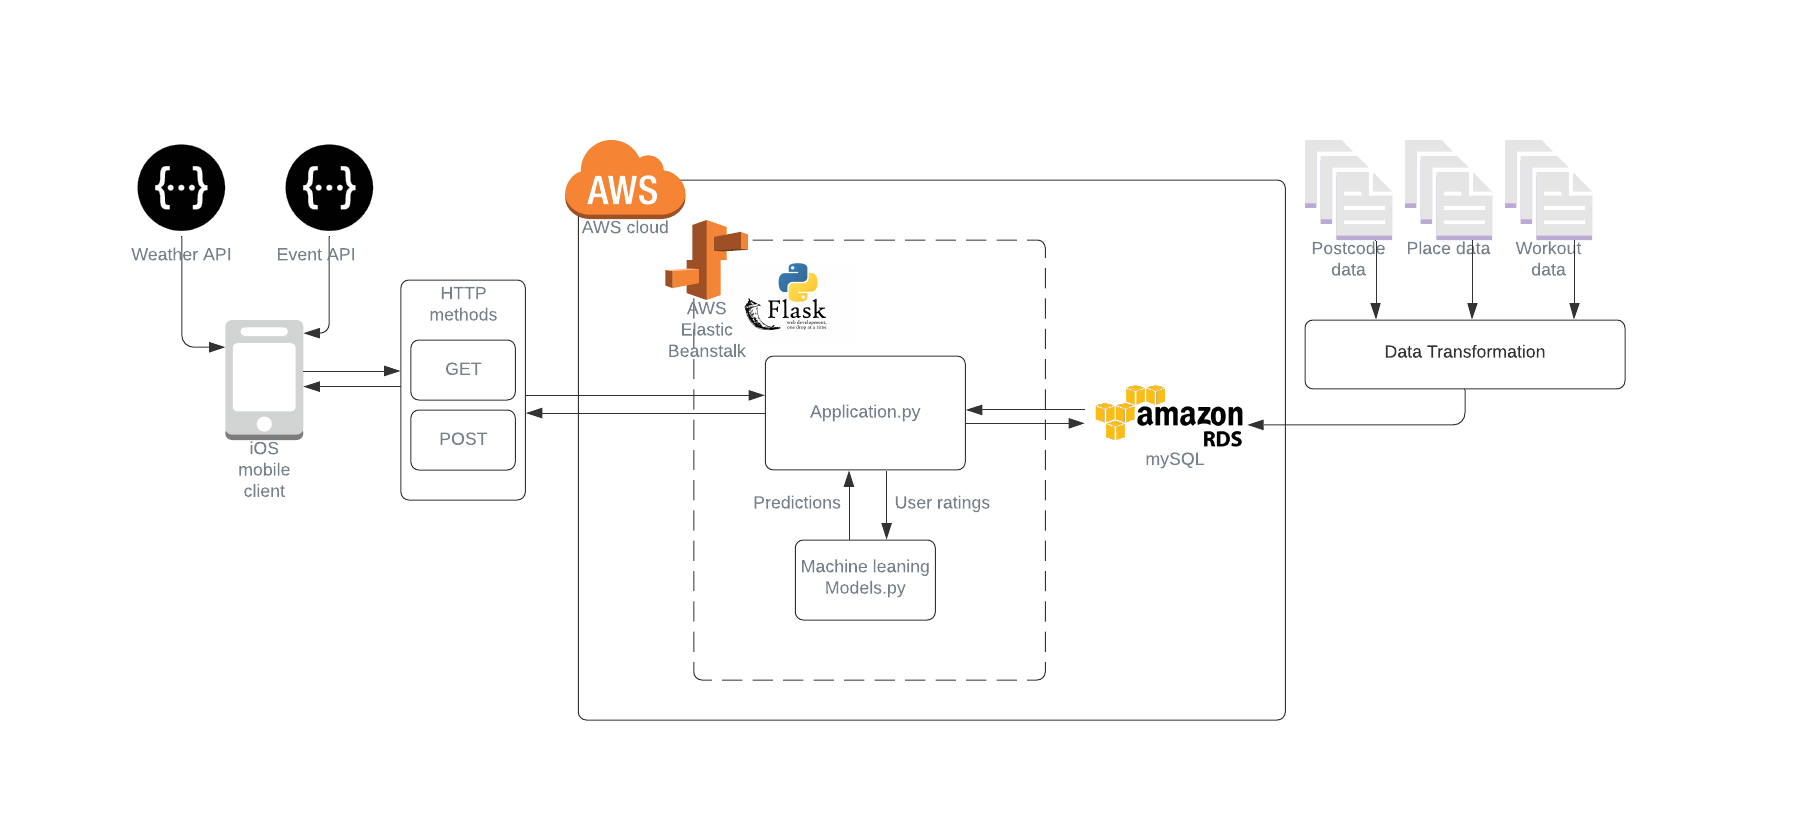 {···}
{···}
Weather API
Event API
iOS
mobile
client
HTTP
methods
GET
POST
AWS
AWS cloud
AWS
Elastic
Beanstalk
Flask
web development,
one drop at a time
Application.py
Predictions
User ratings
Machine leaning
Models.py
amazon
RDS
mySQL
Postcode
data
Place data
Workout
data
Data Transformation